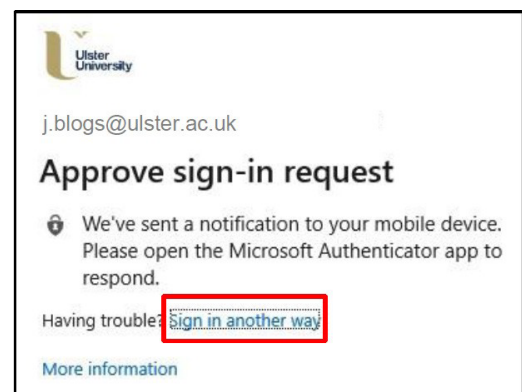 Ulster
University
j.blogs@ulster.ac.uk
Approve sign-in request
We've sent a notification to your mobile device.
Please open the Microsoft Authenticator app to
respond.
Having trouble? Sign in another way
More information